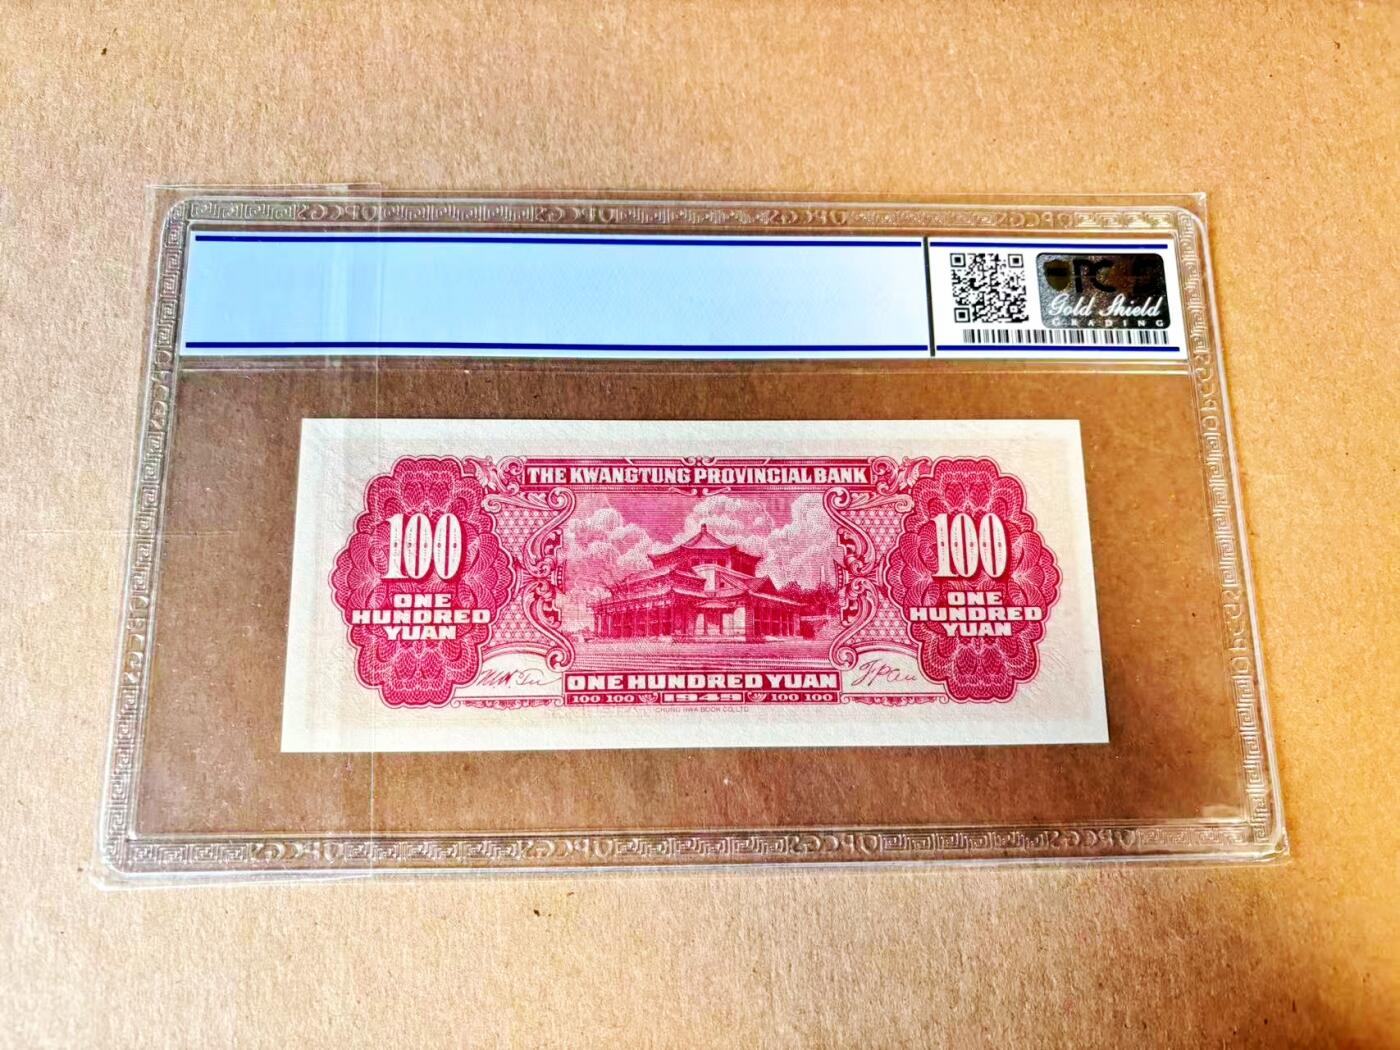 PC
Gold Shield
GRADING
THE KWANGTUNG PROVINCIAL BANK
100
ONE
HUNDRED
YUAN
100
ONE
HUNDRED
YUAN
ONE HUNDRED YUAN
100 100 1949 100 100
CHUNG HWA BOOK CO., LTD.